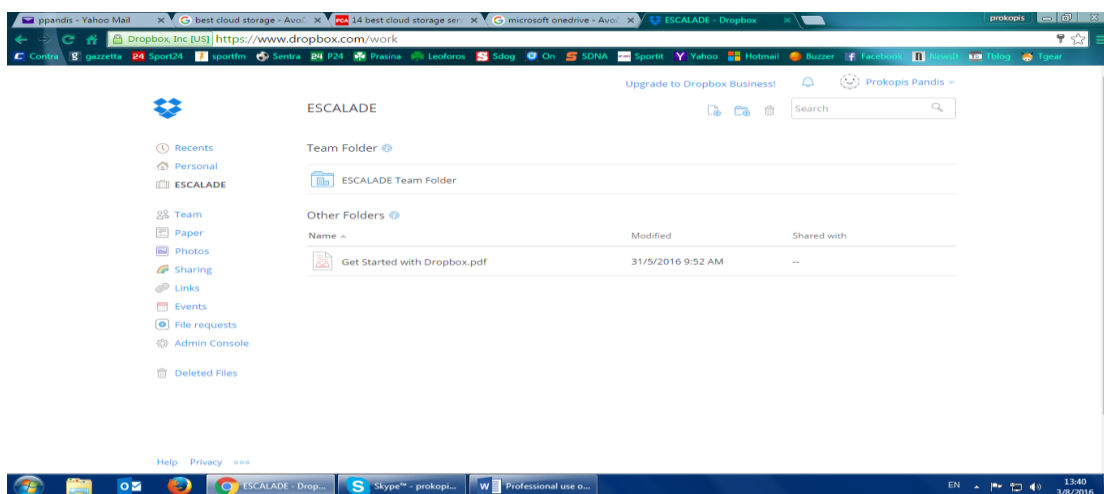 ppandis - Yahoo Mail
best cloud storage - Ανα
14 best cloud storage serv
microsoft onedrive - Ανα
ESCALADE - Dropbox
prokopis
Dropbox, Inc [US] https://www.dropbox.com/work
Contra gazzetta Sport24 sportfm Sentra P24 Prasina Leoforos Sdog On SDNA Sportit Yahoo Hotmail Buzzer Facebook Newsit Tblog Tgear
Upgrade to Dropbox Business!
Prokopis Pandis
ESCALADE
Search
Recents
Personal
ESCALADE
Team
Paper
Photos
Sharing
Links
Events
File requests
Admin Console
Deleted Files
Team Folder
ESCALADE Team Folder
Other Folders
Name Modified Shared with
Get Started with Dropbox.pdf 31/5/2016 9:52 AM --
Help Privacy
ESCALADE - Drop...
Skype™ - prokopi...
Professional use o...
EN
13:40
3/8/2016